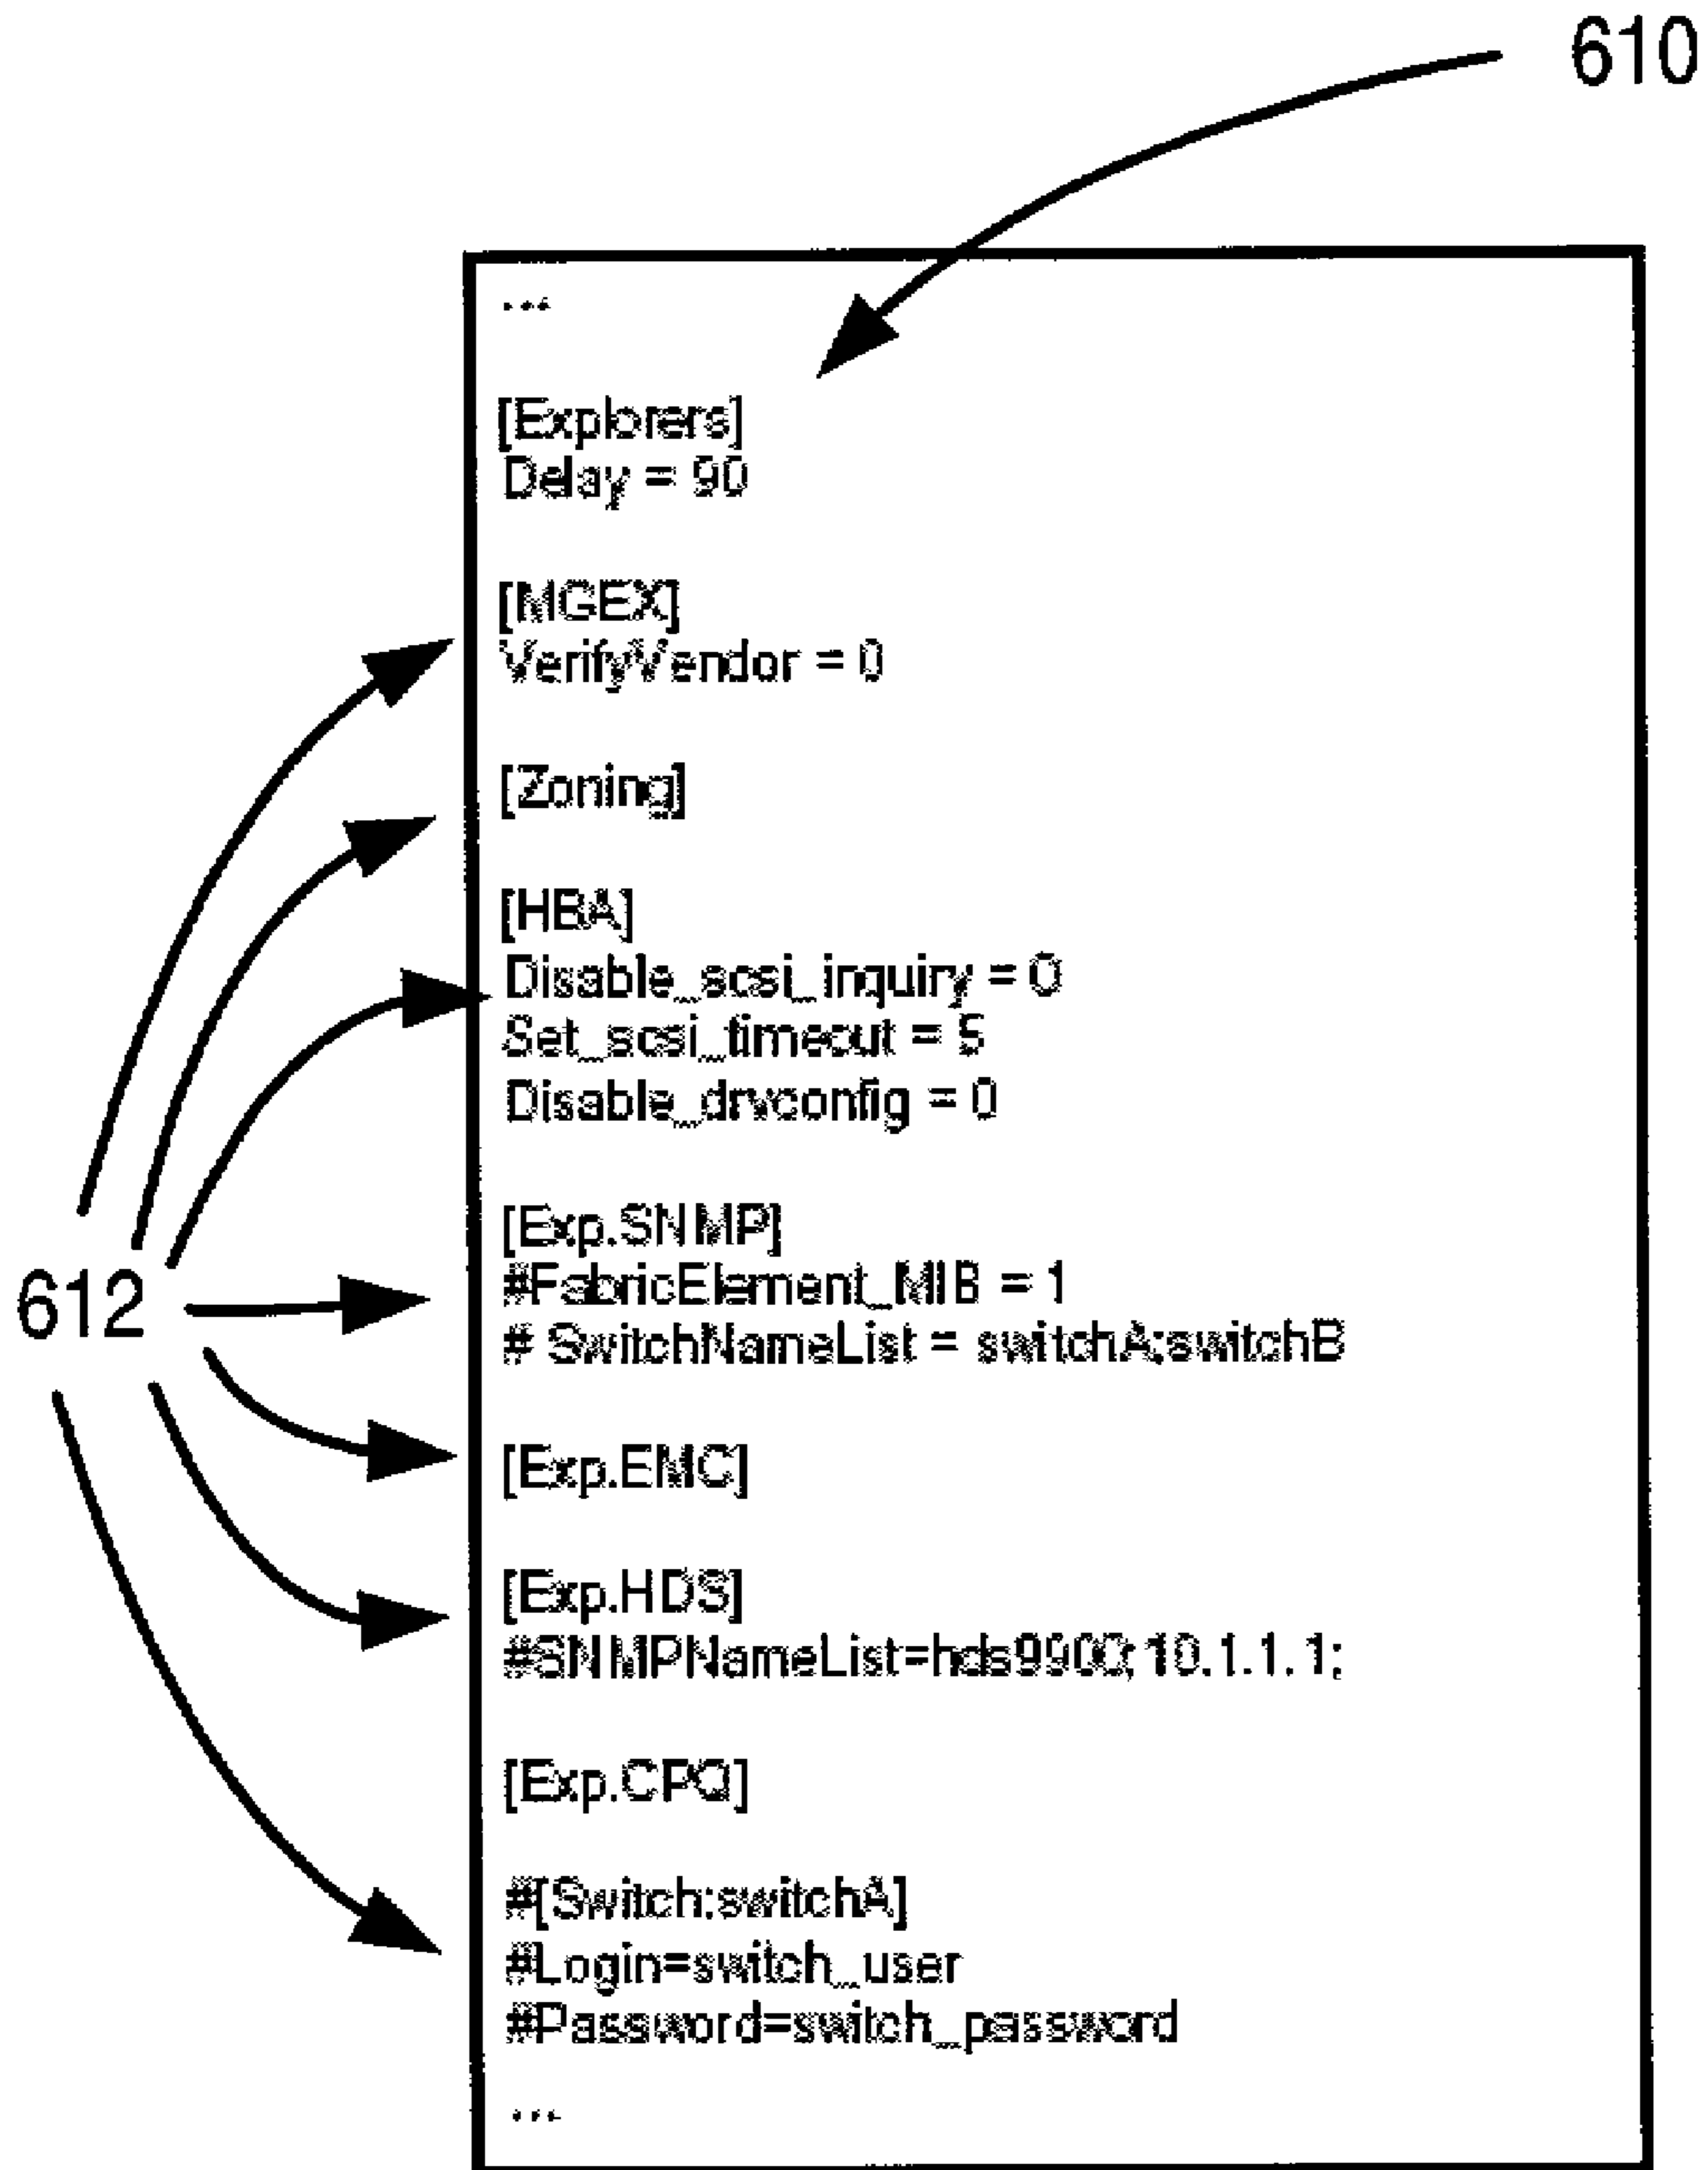 610
...
[Explorers]
Delay = 90
[MGEX]
VerifyVendor = 0
[Zoning]
[HBA]
Disable_scsi_inquiry = 0
Set_scsi_timeout = 5
Disable_drvconfig = 0
[Exp.SNMP]
#FabricElement_MIB = 1
# SwitchNameList = switchA;switchB
612
[Exp.EMC]
[Exp.HDS]
#SNMPNameList=hds9900;10.1.1.1;
[Exp.CPQ]
#[Switch:switchA]
#Login=switch_user
#Password=switch_password
...